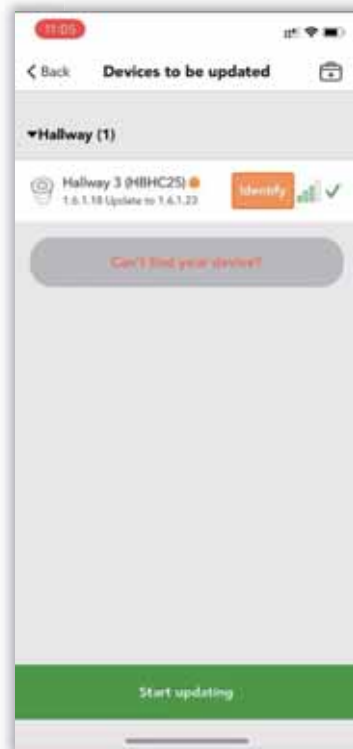 11:05
Back Devices to be updated
Hallway (1)
Hallway 3 (HBHC25)
1.6.1.18 Update to 1.6.1.23
Identify
Can't find your device?
Start updating